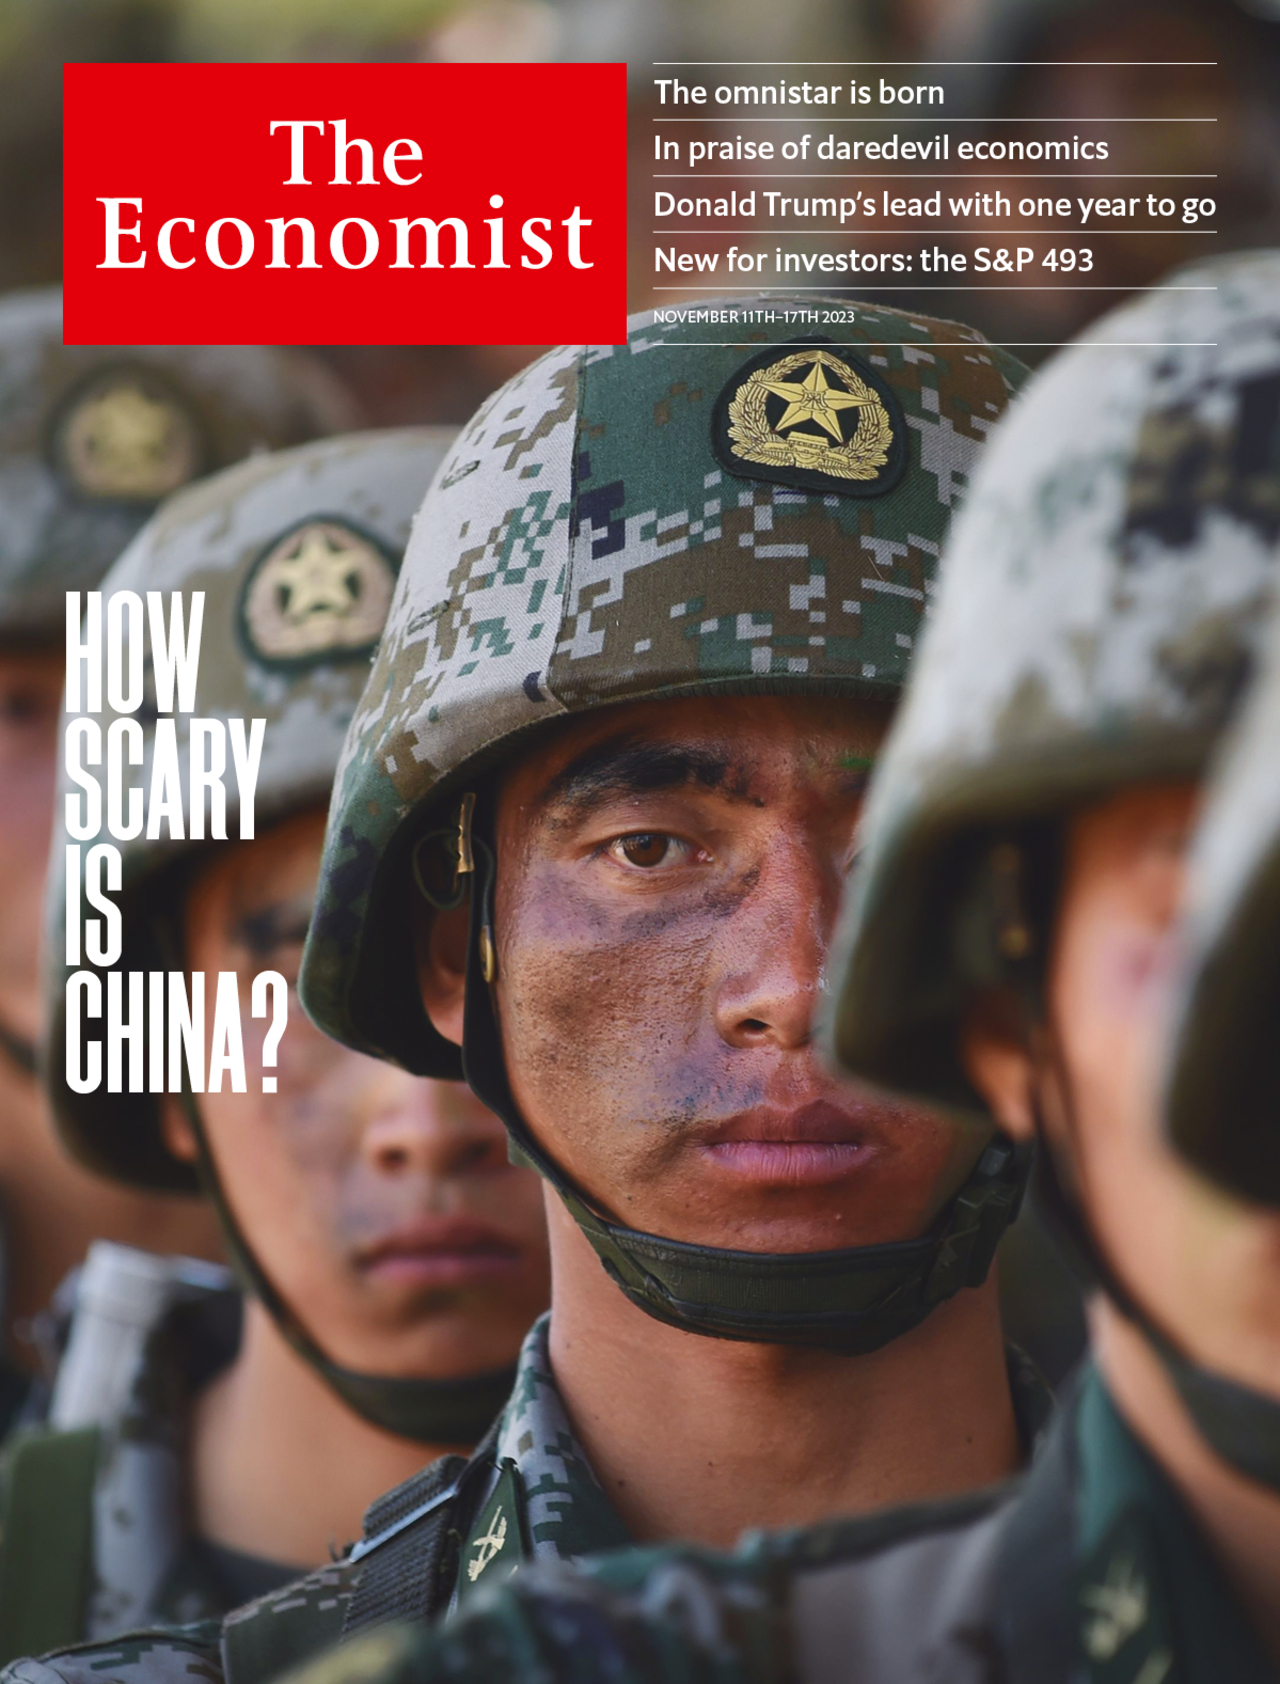 The
Economist
The omnistar is born
In praise of daredevil economics
Donald Trump’s lead with one year to go
New for investors: the S&P 493
NOVEMBER 11TH–17TH 2023
HOW
SCARY
IS
CHINA?